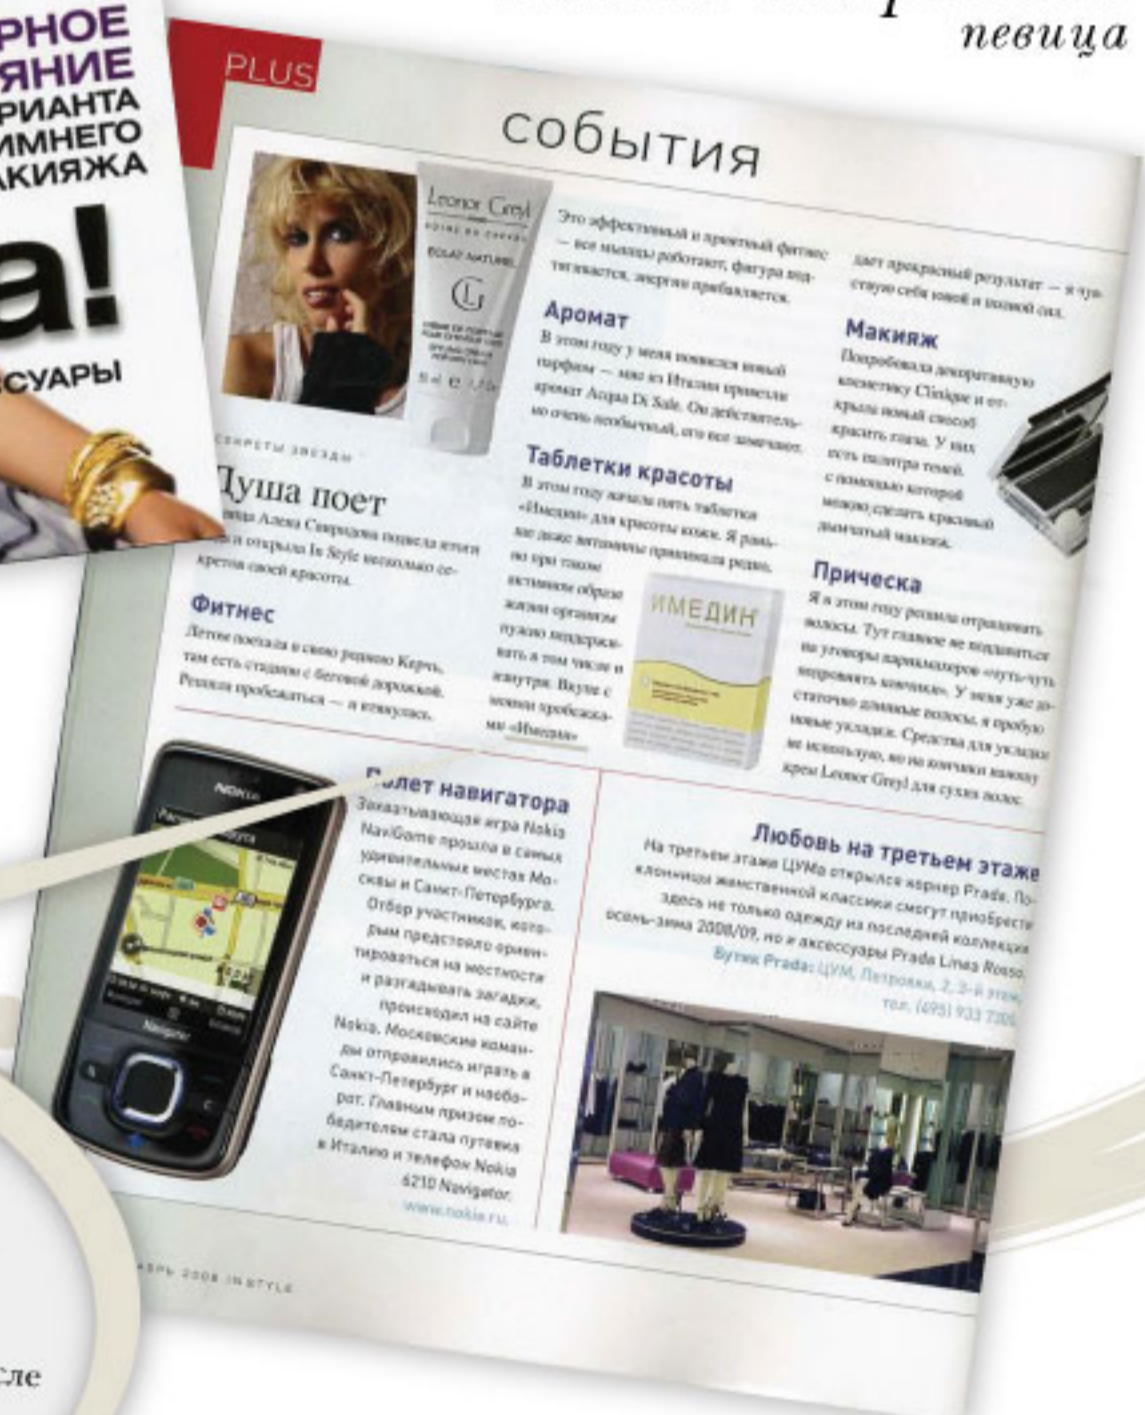 певица
РНОЕ
ЯНИЕ
РИАНТА
ИМНЕГО
АКИЯЖА
а!
СУАРЫ
PLUS
события
Leonor Greyl
ECLAT NATUREL
LG
СЕКРЕТЫ ЗВЕЗДЫ
Душа поет
Алена Свиридова подвела итоги
и открыла In Style несколько се-
кретов своей красоты.
Фитнес
Летом поехала в свою родную Керчь,
там есть стадион с беговой дорожкой.
Решила пробежаться — и втянулась.
Это эффективный и приятный фитнес
— все мышцы работают, фигура под-
тягивается, энергии прибавляется.
Аромат
В этом году у меня появился новый
парфюм — мне из Италии привезли
аромат Acqua Di Sale. Он действитель-
но очень необычный, его все замечают.
Таблетки красоты
В этом году начала пить таблетки
«Имедин» для красоты кожи. Я рань-
ше даже витамины принимала редко,
но при таком
активном образе
жизни организм
нужно поддержи-
вать в том числе и
изнутри. Вкупе с
моими пробежка-
ми «Имедин»
ИМЕДИН
дает прекрасный результат — я чув-
ствую себя юной и полной сил.
Макияж
Попробовала декоративную
косметику Clinique и от-
крыла новый способ
красить глаза. У них
есть палитра теней,
с помощью которой
можно сделать красивый
дымчатый макияж.
Прическа
Я в этом году решила отращивать
волосы. Тут главное не поддаваться
на уговоры парикмахеров «чуть-чуть
подровнять кончики». У меня уже до-
статочно длинные волосы, я пробую
новые укладки. Средства для укладки
не использую, но на кончики наношу
крем Leonor Greyl для сухих волос.
NOKIA
Navigator
Полет навигатора
Захватывающая игра Nokia
NaviGame прошла в самых
удивительных местах Мо-
сквы и Санкт-Петербурга.
Отбор участников, кото-
рым предстояло ориен-
тироваться на местности
и разгадывать загадки,
происходил на сайте
Nokia. Московские коман-
ды отправились играть в
Санкт-Петербург и наобо-
рот. Главным призом по-
бедителям стала путевка
в Италию и телефон Nokia
6210 Navigator.
www.nokia.ru.
Любовь на третьем этаже
На третьем этаже ЦУМа открылся корнер Prada. По-
клонницы женственной классики смогут приобрести
здесь не только одежду из последней коллекции
осень-зима 2008/09, но и аксессуары Prada Linea Rosso.
Бутик Prada: ЦУМ, Петровка, 2, 3-й этаж,
тел. (495) 933 7300
АБРЬ 2008 INSTYLE
сле